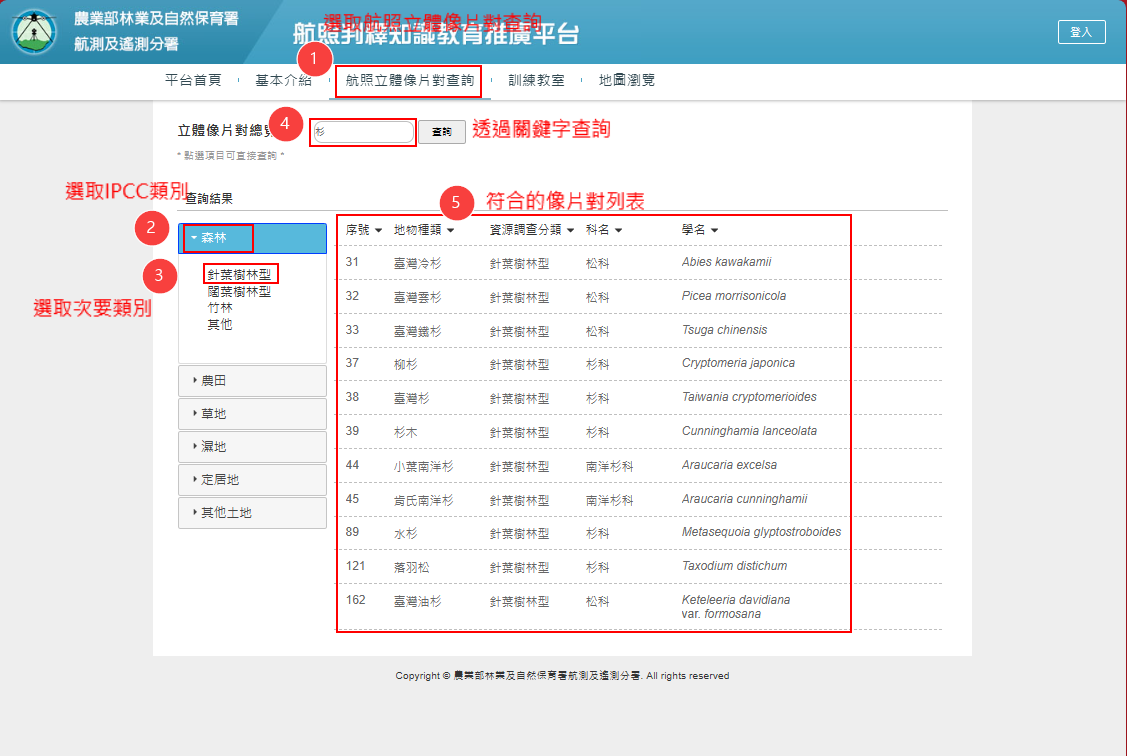 農業部林業及自然保育署
航測及遙測分署
選取航照立體像片對查詢
航照判釋知識教育推廣平台
登入
1
平台首頁
基本介紹
航照立體像片對查詢
訓練教室
地圖瀏覽
立體像片對總覽
4
杉
查詢
透過關鍵字查詢
* 點選項目可直接查詢 *
選取IPCC類別
查詢結果
5
符合的像片對列表
2
森林
3
針葉樹林型
闊葉樹林型
竹林
其他
選取次要類別
農田
草地
濕地
定居地
其他土地
序號 地物種類 資源調查分類 科名 學名
31 臺灣冷杉 針葉樹林型 松科 Abies kawakamii
32 臺灣雲杉 針葉樹林型 松科 Picea morrisonicola
33 臺灣鐵杉 針葉樹林型 松科 Tsuga chinensis
37 柳杉 針葉樹林型 杉科 Cryptomeria japonica
38 臺灣杉 針葉樹林型 杉科 Taiwania cryptomerioides
39 杉木 針葉樹林型 杉科 Cunninghamia lanceolata
44 小葉南洋杉 針葉樹林型 南洋杉科 Araucaria excelsa
45 肯氏南洋杉 針葉樹林型 南洋杉科 Araucaria cunninghamii
89 水杉 針葉樹林型 杉科 Metasequoia glyptostroboides
121 落羽松 針葉樹林型 杉科 Taxodium distichum
162 臺灣油杉 針葉樹林型 松科 Keteleeria davidiana
var. formosana
Copyright © 農業部林業及自然保育署航測及遙測分署. All rights reserved